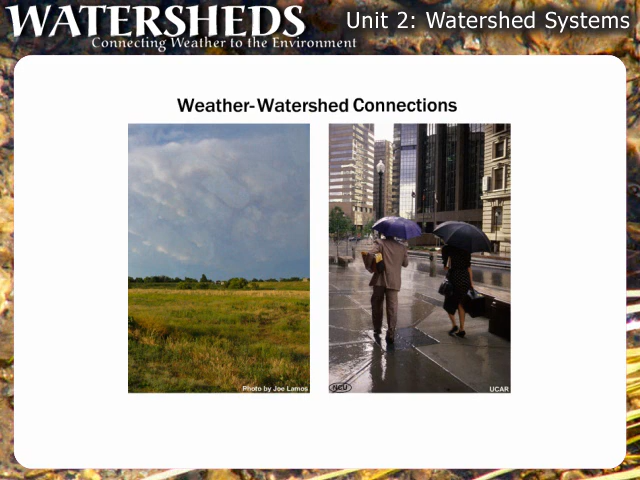 WATERSHEDS
Unit 2: Watershed Systems
Connecting Weather to the Environment
Weather-Watershed Connections
Photo by Joe Lamos
UCAR